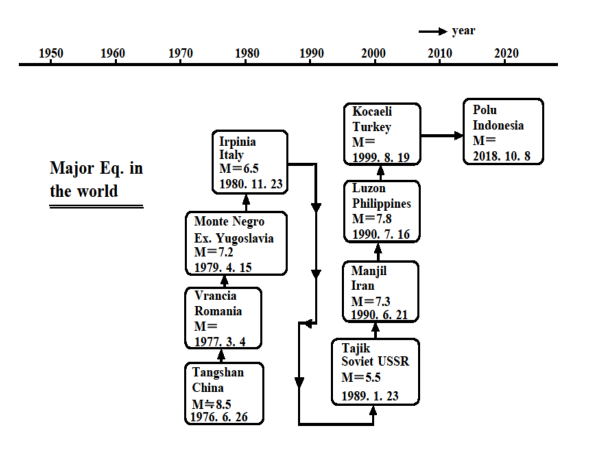 year
1950 1960 1970 1980 1990 2000 2010 2020
Major Eq. in
the world
Irpinia
Italy
M=6.5
1980. 11. 23
Monte Negro
Ex. Yugoslavia
M=7.2
1979. 4. 15
Vrancia
Romania
M=
1977. 3. 4
Tangshan
China
M≒8.5
1976. 6. 26
Kocaeli
Turkey
M=
1999. 8. 19
Luzon
Philippines
M=7.8
1990. 7. 16
Manjil
Iran
M=7.3
1990. 6. 21
Tajik
Soviet USSR
M=5.5
1989. 1. 23
Polu
Indonesia
M=
2018. 10. 8